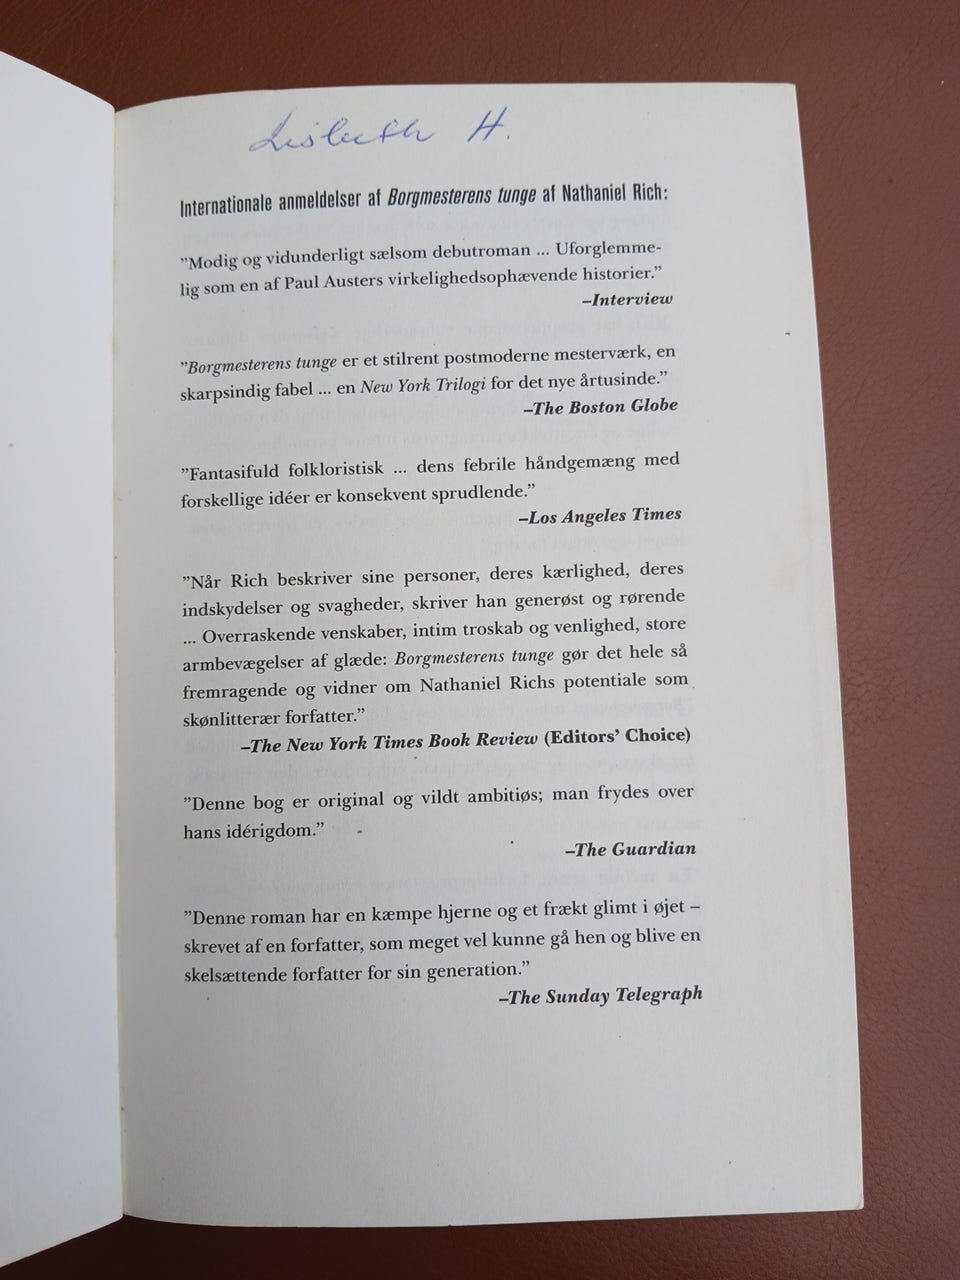 Lisbeth H.
Internationale anmeldelser af Borgmesterens tunge af Nathaniel Rich:
”Modig og vidunderligt sælsom debutroman ... Uforglemme-
lig som en af Paul Austers virkelighedsophævende historier.”
–Interview
”Borgmesterens tunge er et stilrent postmoderne mesterværk, en
skarpsindig fabel ... en New York Trilogi for det nye årtusinde.”
–The Boston Globe
”Fantasifuld folkloristisk ... dens febrile håndgemæng med
forskellige idéer er konsekvent sprudlende.”
–Los Angeles Times
”Når Rich beskriver sine personer, deres kærlighed, deres
indskydelser og svagheder, skriver han generøst og rørende
... Overraskende venskaber, intim troskab og venlighed, store
armbevægelser af glæde: Borgmesterens tunge gør det hele så
fremragende og vidner om Nathaniel Richs potentiale som
skønlitterær forfatter.”
–The New York Times Book Review (Editors’ Choice)
”Denne bog er original og vildt ambitiøs; man frydes over
hans idérigdom.”
–The Guardian
”Denne roman har en kæmpe hjerne og et frækt glimt i øjet –
skrevet af en forfatter, som meget vel kunne gå hen og blive en
skelsættende forfatter for sin generation.”
–The Sunday Telegraph